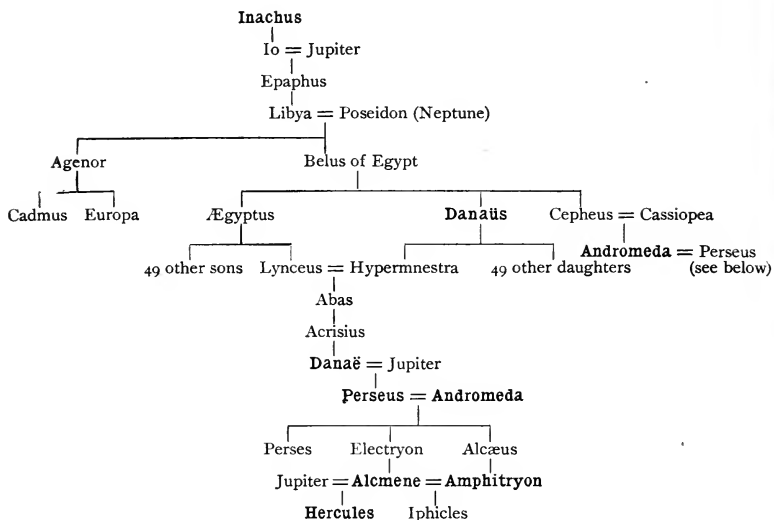 Inachus
Io = Jupiter
Epaphus
Libya = Poseidon (Neptune)
Agenor Belus of Egypt
Cadmus Europa Ægyptus Danaüs Cepheus = Cassiopea
Andromeda = Perseus
49 other sons Lynceus = Hypermnestra 49 other daughters (see below)
Abas
Acrisius
Danaë = Jupiter
Perseus = Andromeda
Perses Electryon Alcæus
Jupiter = Alcmene = Amphitryon
Hercules Iphicles